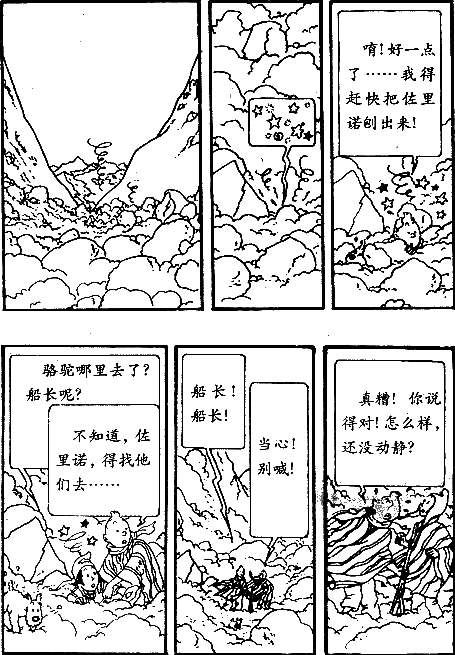 唷！好一点
了……我得
赶快把佐里
诺刨出来！
骆驼哪里去了？
船长呢？
不知道，佐
里诺，得找他
们去……
船长！
船长！
当心！
别喊！
真糟！你说
得对！怎么样，
还没动静？